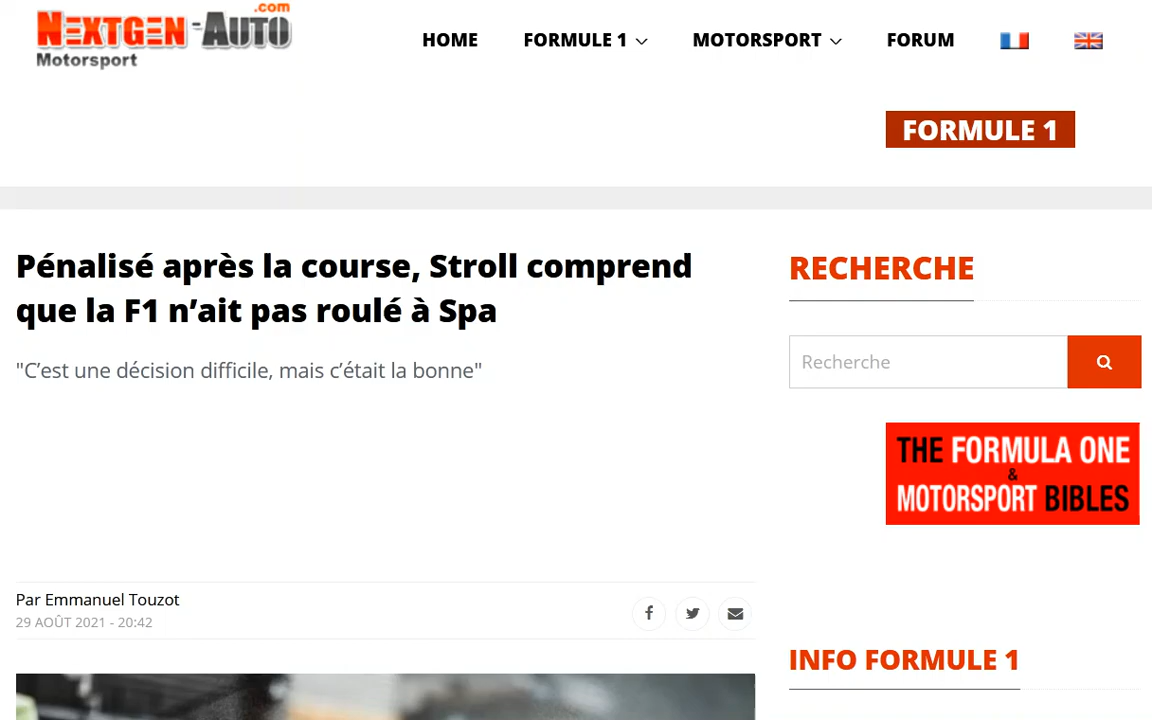 NEXTGEN-AUTO
.com
Motorsport
HOME
FORMULE 1
MOTORSPORT
FORUM
FORMULE 1
Pénalisé après la course, Stroll comprend
que la F1 n’ait pas roulé à Spa
"C’est une décision difficile, mais c’était la bonne"
Par Emmanuel Touzot
29 AOÛT 2021 - 20:42
RECHERCHE
Recherche
THE FORMULA ONE
&
MOTORSPORT BIBLES
INFO FORMULE 1